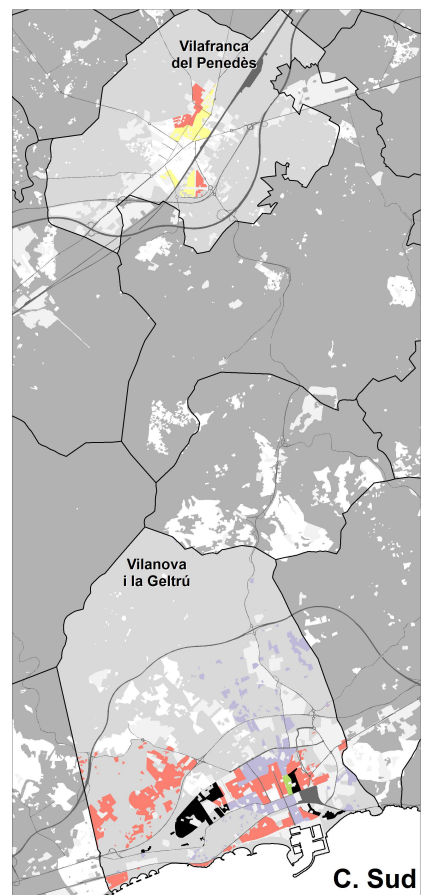 Vilafranca
del Penedès
Vilanova
i la Geltrú
C. Sud